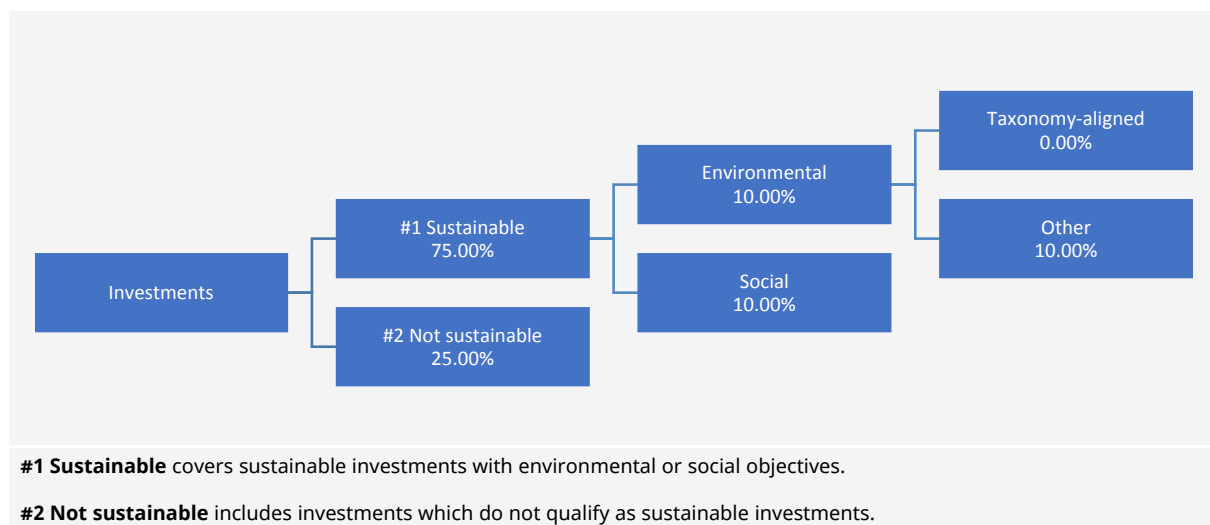 Investments
#1 Sustainable
75.00%
#2 Not sustainable
25.00%
Environmental
10.00%
Social
10.00%
Taxonomy-aligned
0.00%
Other
10.00%
#1 Sustainable covers sustainable investments with environmental or social objectives.
#2 Not sustainable includes investments which do not qualify as sustainable investments.